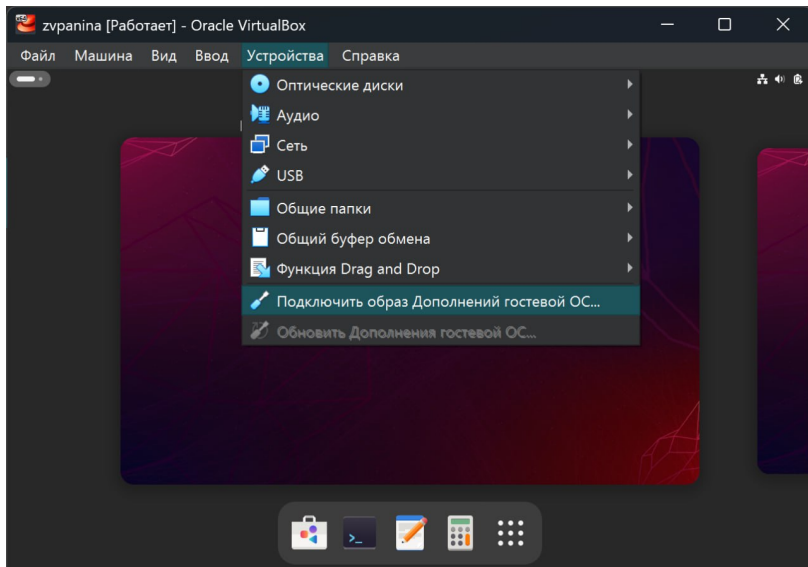 zvpanina [Работает] - Oracle VirtualBox
Файл Машина Вид Ввод Устройства Справка
Оптические диски
Аудио
Сеть
USB
Общие папки
Общий буфер обмена
Функция Drag and Drop
Подключить образ Дополнений гостевой ОС...
Обновить Дополнения гостевой ОС...